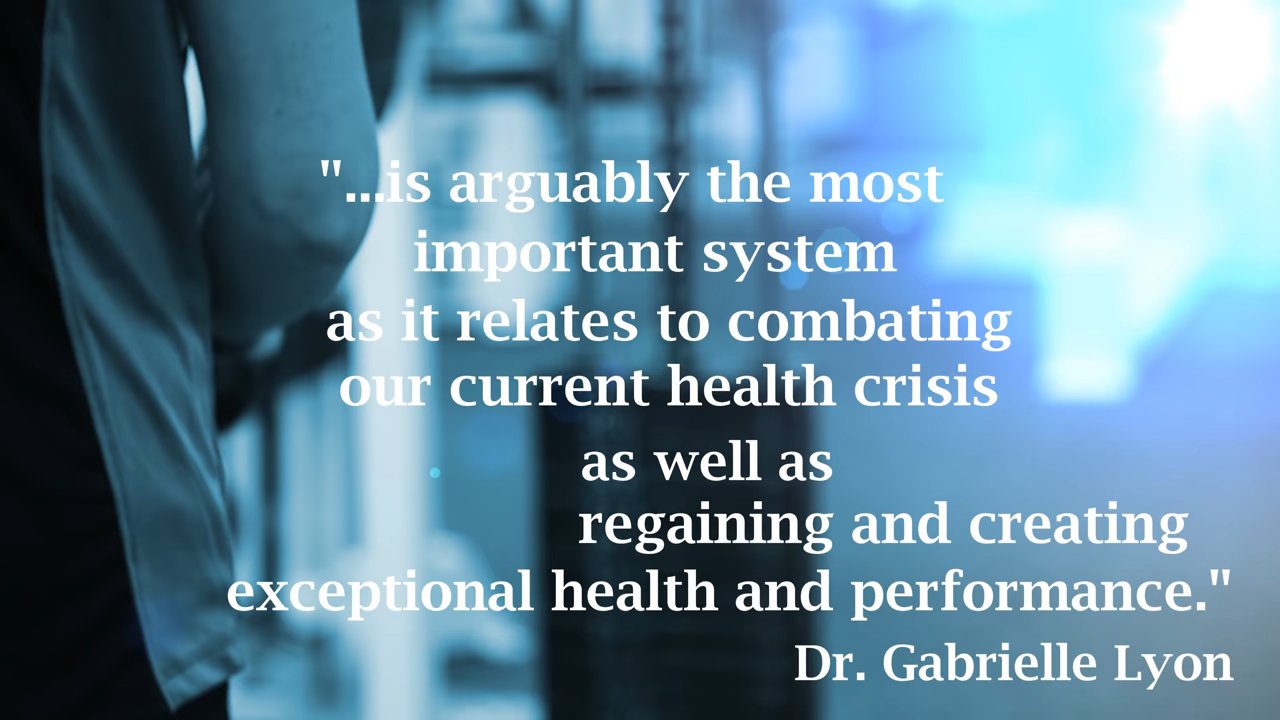 "...is arguably the most
important system
as it relates to combating
our current health crisis
as well as
regaining and creating
exceptional health and performance."
Dr. Gabrielle Lyon